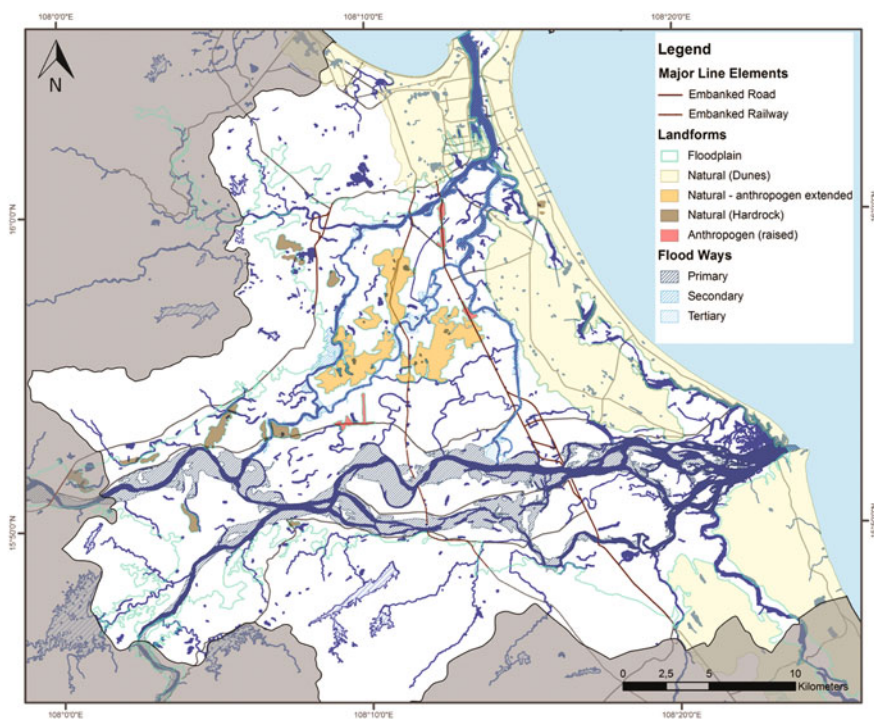 108°0'0"E 108°10'0"E 108°20'0"E
N
Legend
Major Line Elements
Embanked Road
Embanked Railway
Landforms
Floodplain
Natural (Dunes)
Natural - anthropogen extended
Natural (Hardrock)
Anthropogen (raised)
Flood Ways
Primary
Secondary
Tertiary
16°0'0"N
15°50'0"N
0 2,5 5 10
Kilometers
108°0'0"E 108°10'0"E 108°20'0"E